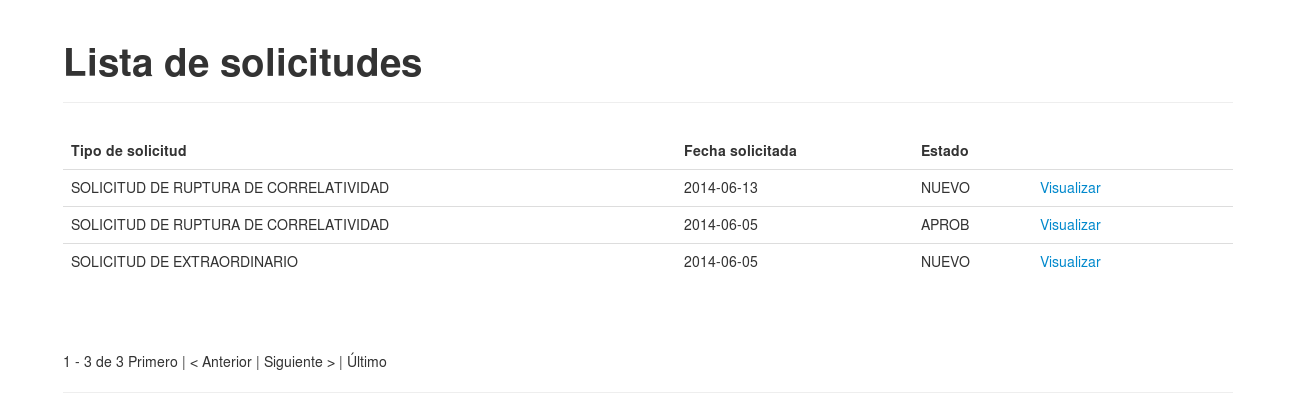 Lista de solicitudes
Tipo de solicitud Fecha solicitada Estado
SOLICITUD DE RUPTURA DE CORRELATIVIDAD 2014-06-13 NUEVO Visualizar
SOLICITUD DE RUPTURA DE CORRELATIVIDAD 2014-06-05 APROB Visualizar
SOLICITUD DE EXTRAORDINARIO 2014-06-05 NUEVO Visualizar
1 - 3 de 3 Primero | < Anterior | Siguiente > | Último